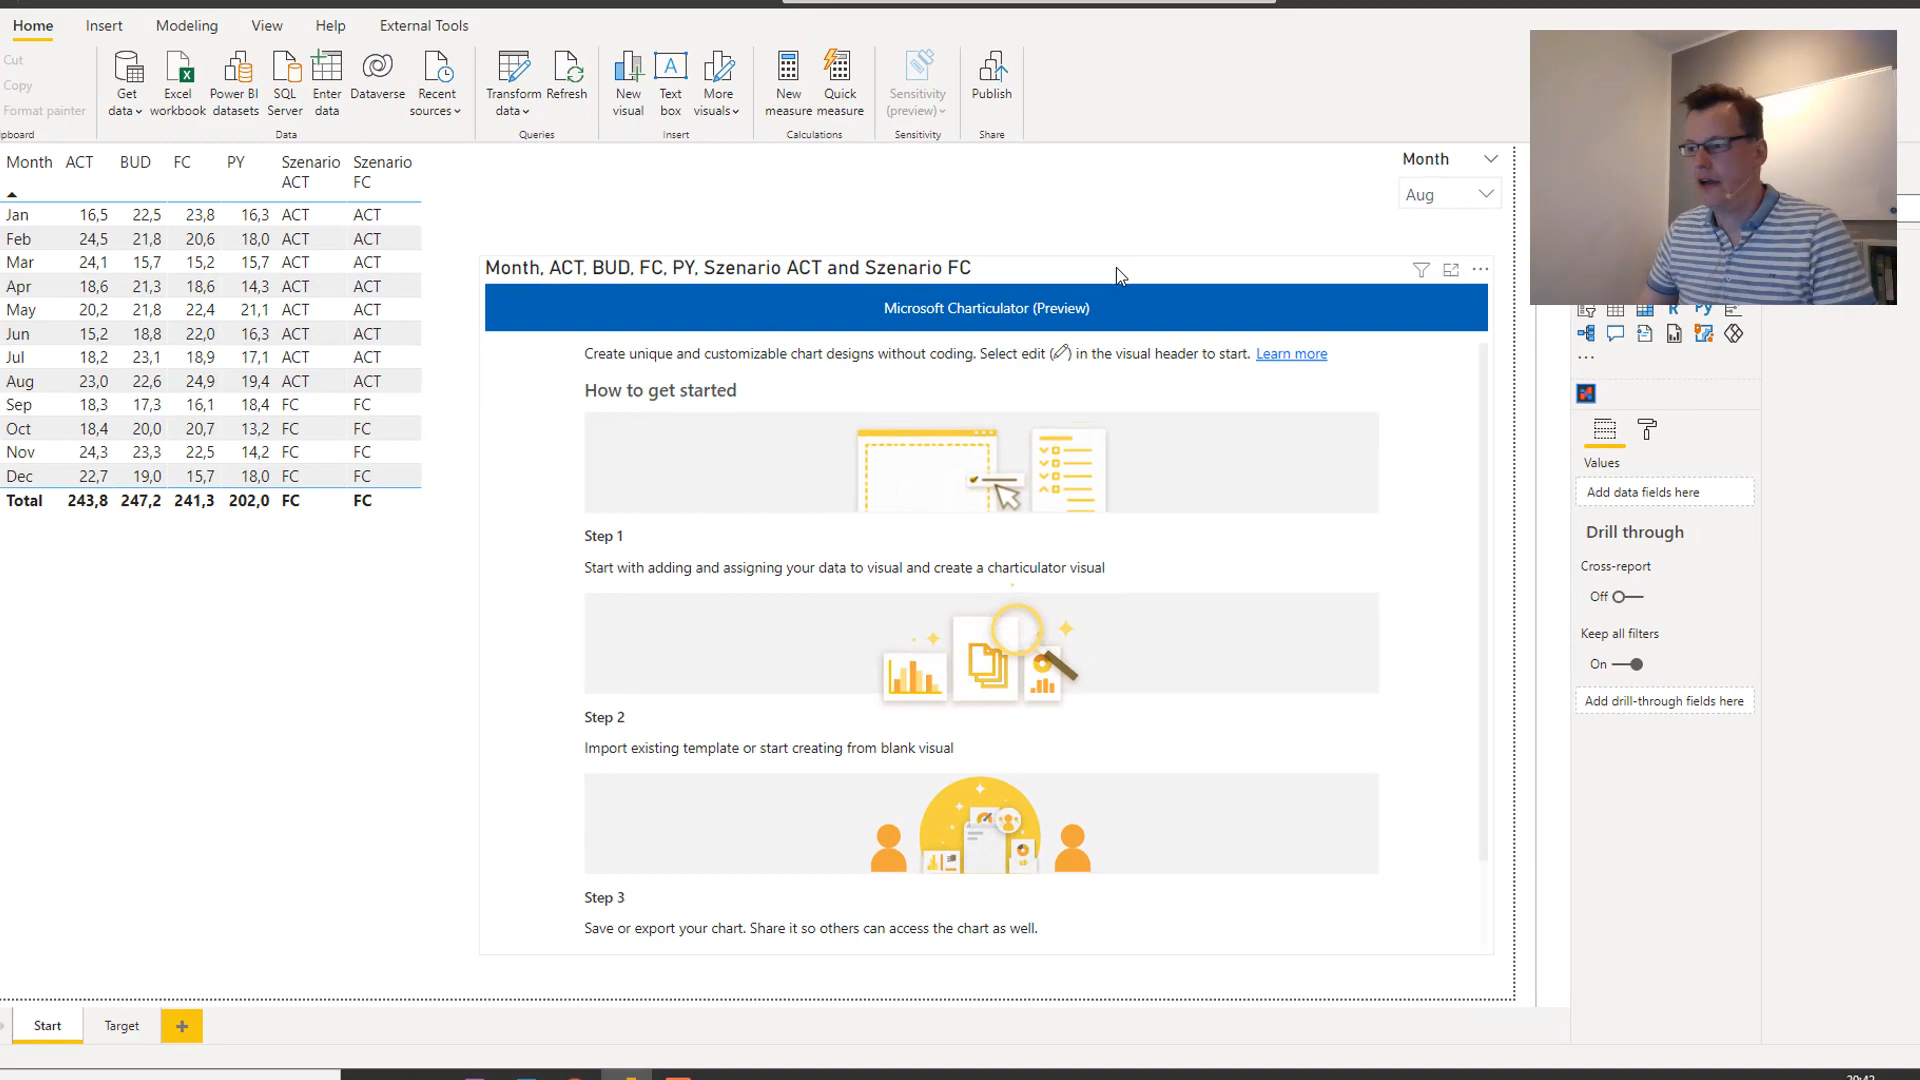 Home Insert Modeling View Help External Tools
Cut
Copy
Format painter
Get data
Excel workbook
Power BI datasets
SQL Server
Enter data
Dataverse
Recent sources
Transform data
Refresh
New visual
Text box
More visuals
New measure
Quick measure
Sensitivity (preview)
Publish
pboard Data Queries Insert Calculations Sensitivity Share
Month ACT BUD FC PY Szenario ACT Szenario FC
Jan 16,5 22,5 23,8 16,3 ACT ACT
Feb 24,5 21,8 20,6 18,0 ACT ACT
Mar 24,1 15,7 15,2 15,7 ACT ACT
Apr 18,6 21,3 18,6 14,3 ACT ACT
May 20,2 21,8 22,4 21,1 ACT ACT
Jun 15,2 18,8 22,0 16,3 ACT ACT
Jul 18,2 23,1 18,9 17,1 ACT ACT
Aug 23,0 22,6 24,9 19,4 ACT ACT
Sep 18,3 17,3 16,1 18,4 FC FC
Oct 18,4 20,0 20,7 13,2 FC FC
Nov 24,3 23,3 22,5 14,2 FC FC
Dec 22,7 19,0 15,7 18,0 FC FC
Total 243,8 247,2 241,3 202,0 FC FC
Month
Aug
Month, ACT, BUD, FC, PY, Szenario ACT and Szenario FC
Microsoft Charticulator (Preview)
Create unique and customizable chart designs without coding. Select edit ( ) in the visual header to start. Learn more
How to get started
Step 1
Start with adding and assigning your data to visual and create a charticulator visual
Step 2
Import existing template or start creating from blank visual
Step 3
Save or export your chart. Share it so others can access the chart as well.
R Py
Values
Add data fields here
Drill through
Cross-report
Off
Keep all filters
On
Add drill-through fields here
Start Target